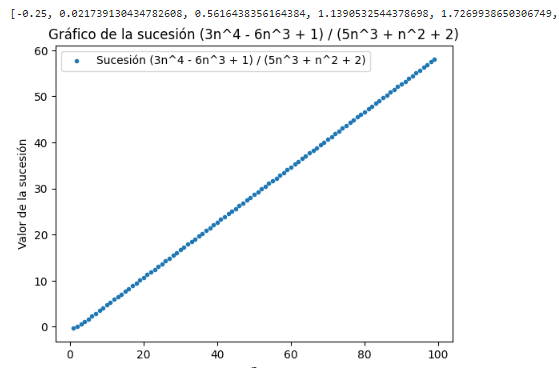 [-0.25, 0.021739130434782608, 0.5616438356164384, 1.1390532544378698, 1.7269938650306749,
Gráfico de la sucesión (3n^4 - 6n^3 + 1) / (5n^3 + n^2 + 2)
Sucesión (3n^4 - 6n^3 + 1) / (5n^3 + n^2 + 2)
Valor de la sucesión
60
50
40
30
20
10
0
0 20 40 60 80 100